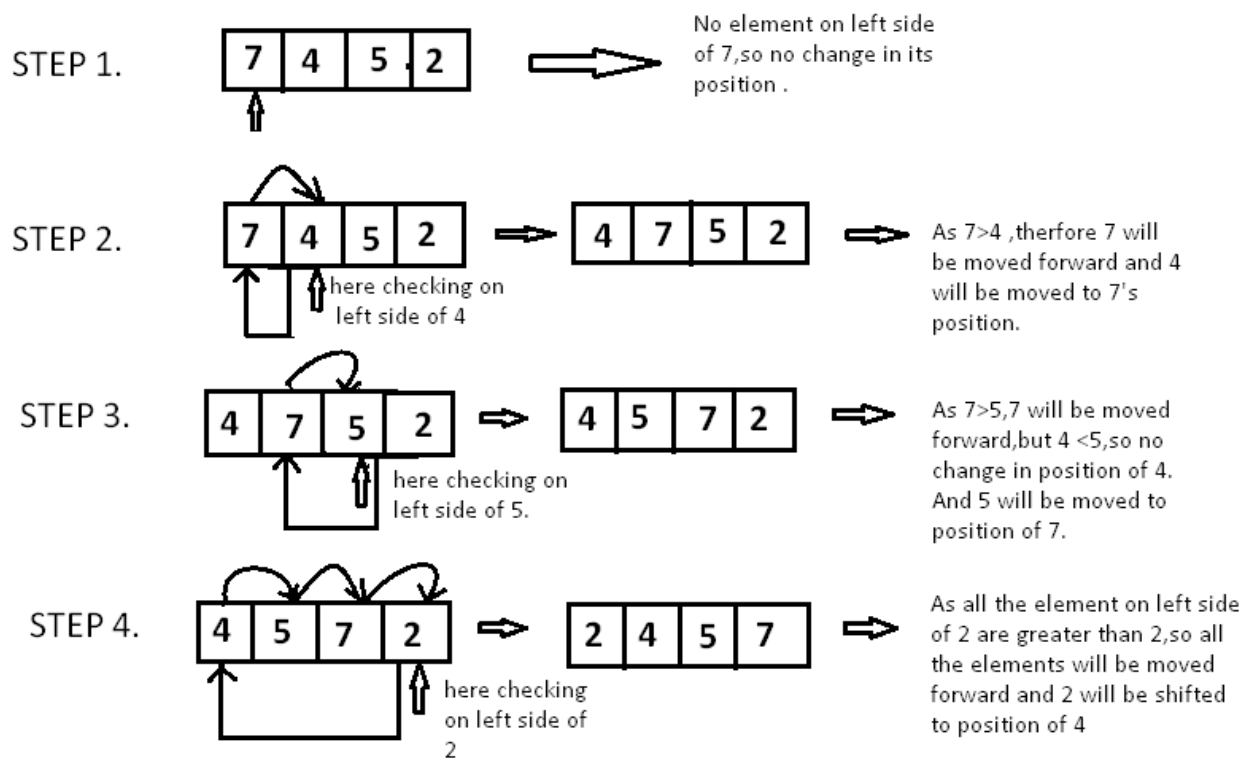 STEP 1.
7 4 5 2
No element on left side
of 7,so no change in its
position .
STEP 2.
7 4 5 2
here checking on
left side of 4
4 7 5 2
As 7>4 ,therfore 7 will
be moved forward and 4
will be moved to 7's
position.
STEP 3.
4 7 5 2
here checking on
left side of 5.
4 5 7 2
As 7>5,7 will be moved
forward,but 4 <5,so no
change in position of 4.
And 5 will be moved to
position of 7.
STEP 4.
4 5 7 2
here checking
on left side of
2
2 4 5 7
As all the element on left side
of 2 are greater than 2,so all
the elements will be moved
forward and 2 will be shifted
to position of 4